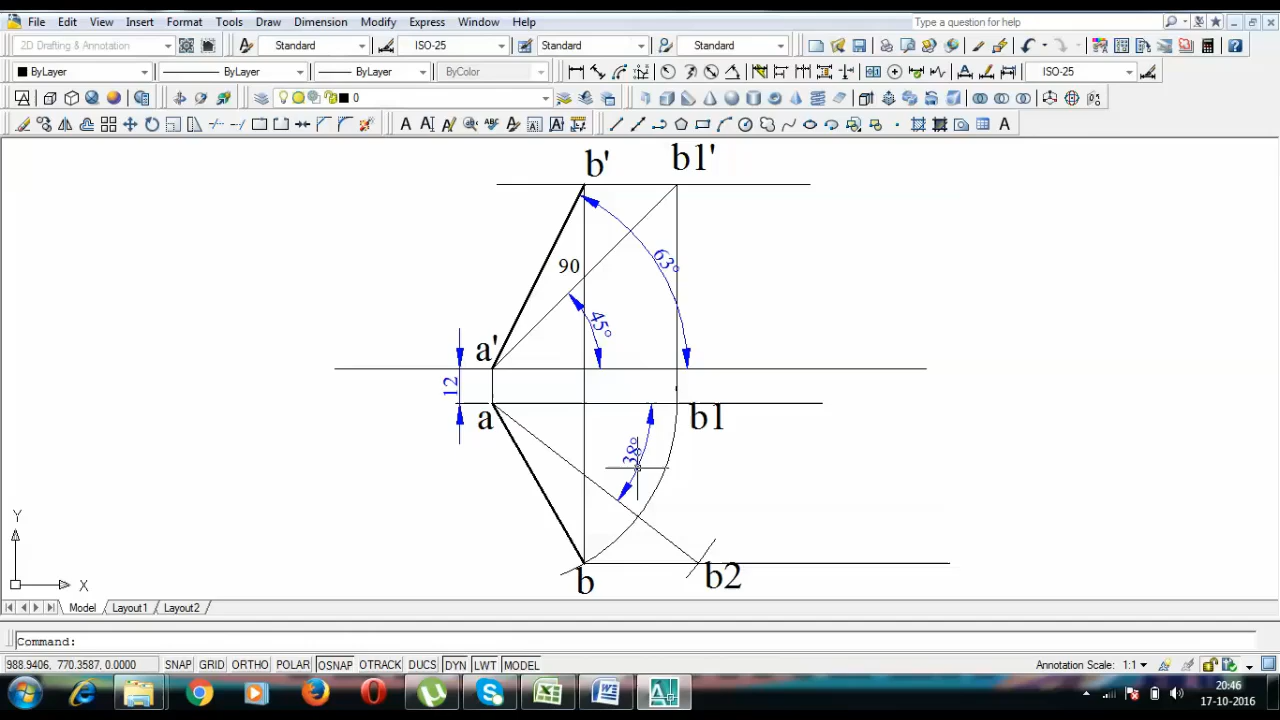 File Edit View Insert Format Tools Draw Dimension Modify Express Window Help Type a question for help
2D Drafting & Annotation Standard ISO-25 Standard Standard
ByLayer ByLayer ByLayer ByColor ISO-25
0
b' b1'
63°
90
45°
a'
12
a b1
38°
b b2
Y
X
Model Layout1 Layout2
Command:
988.9406, 770.3587, 0.0000 SNAP GRID ORTHO POLAR OSNAP OTRACK DUCS DYN LWT MODEL Annotation Scale: 1:1
20:46
17-10-2016